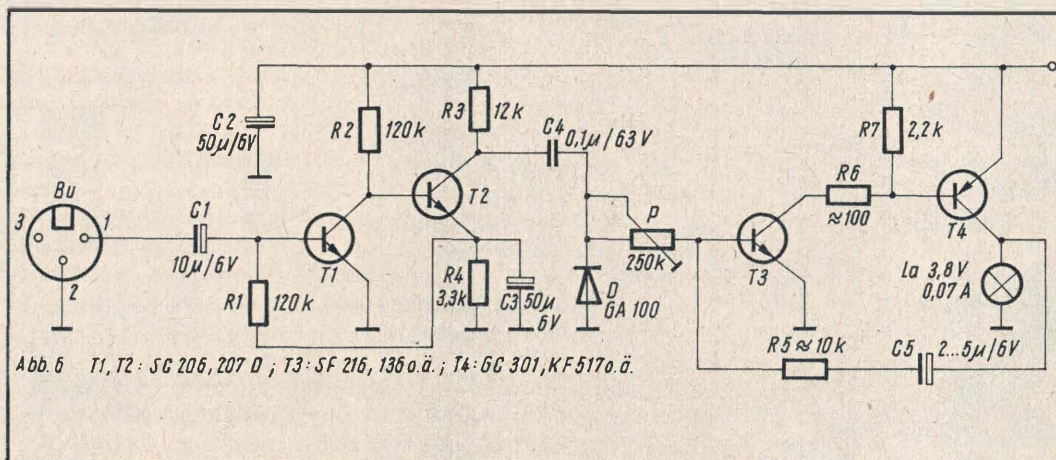 C2
50µ/6V
R2
120k
R3
12k
C4
0,1µ/63V
R7
2,2k
Bu
3
1
2
C1
10µ/6V
R1
120k
T1
T2
R4
3,3k
C3
50µ
6V
P
250k
D
GA 100
T3
R6
≈100
T4
La 3,8V
0,07A
R5≈10k
C5
2...5µ/6V
Abb.6 T1,T2: SC 206, 207 D ; T3: SF 216, 136 o.ä.; T4: GC 301, KF517 o.ä.